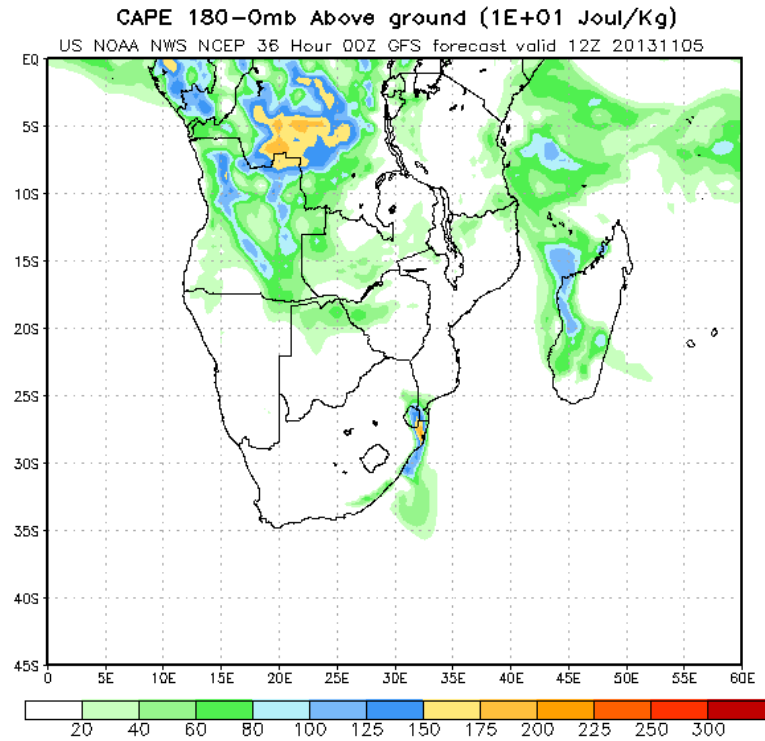 CAPE 180-0mb Above ground (1E+01 Joul/Kg)
US NOAA NWS NCEP 36 Hour 00Z GFS forecast valid 12Z 20131105
EQ
5S
10S
15S
20S
25S
30S
35S
40S
45S
0 5E 10E 15E 20E 25E 30E 35E 40E 45E 50E 55E 60E
20 40 60 80 100 125 150 175 200 225 250 300